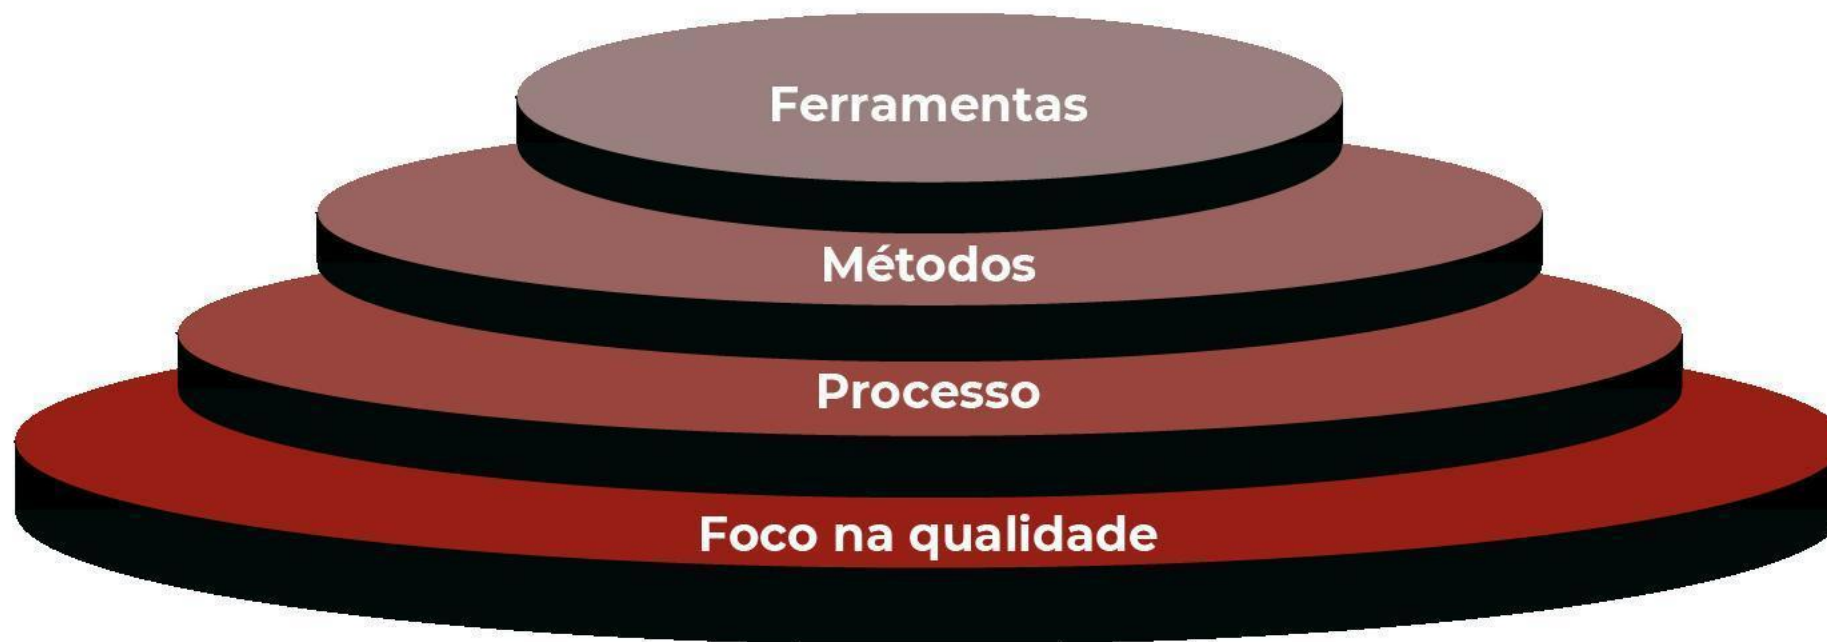 Ferramentas
Métodos
Processo
Foco na qualidade